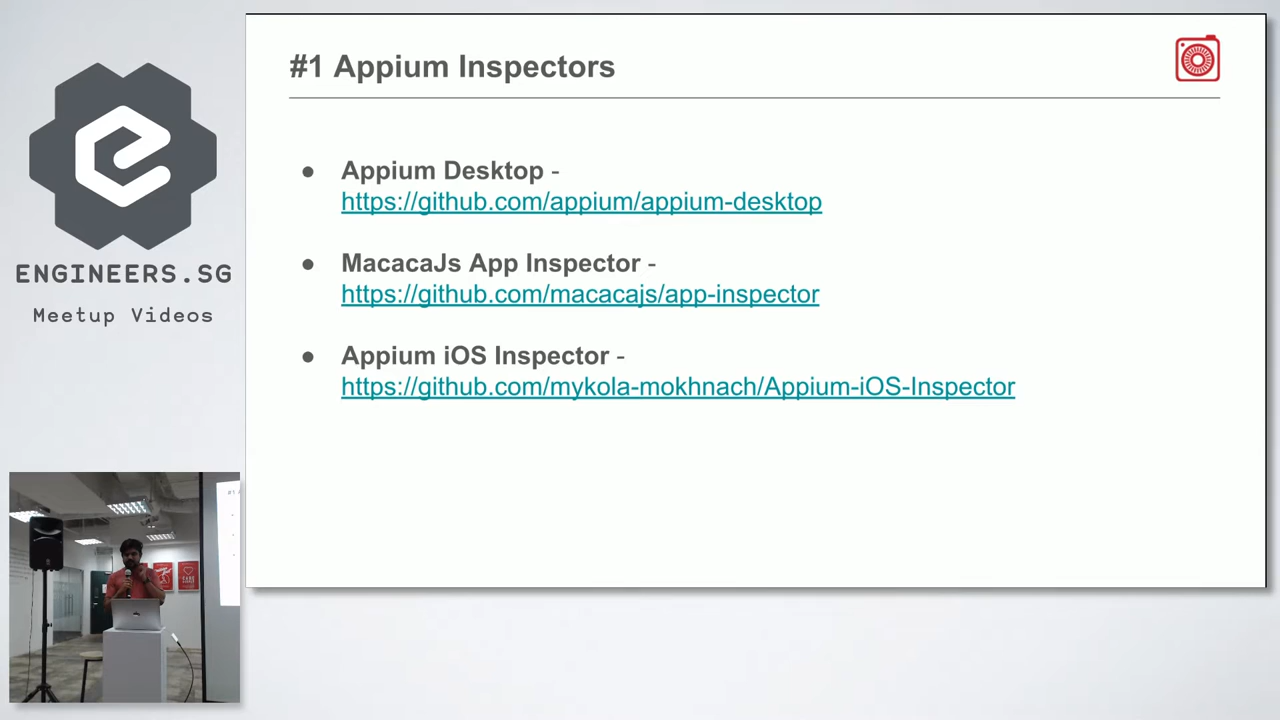 #1 Appium Inspectors
● Appium Desktop -
https://github.com/appium/appium-desktop
● MacacaJs App Inspector -
https://github.com/macacajs/app-inspector
● Appium iOS Inspector -
https://github.com/mykola-mokhnach/Appium-iOS-Inspector
ENGINEERS.SG
Meetup Videos